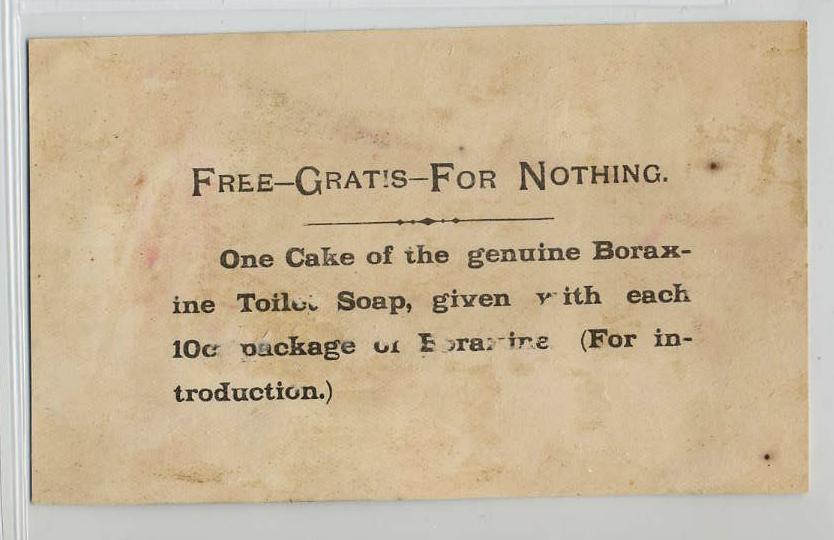 FREE—GRATIS—FOR NOTHING.
One Cake of the genuine Borax-
ine Toilet Soap, given with each
10c package of Boraxine (For in-
troduction.)